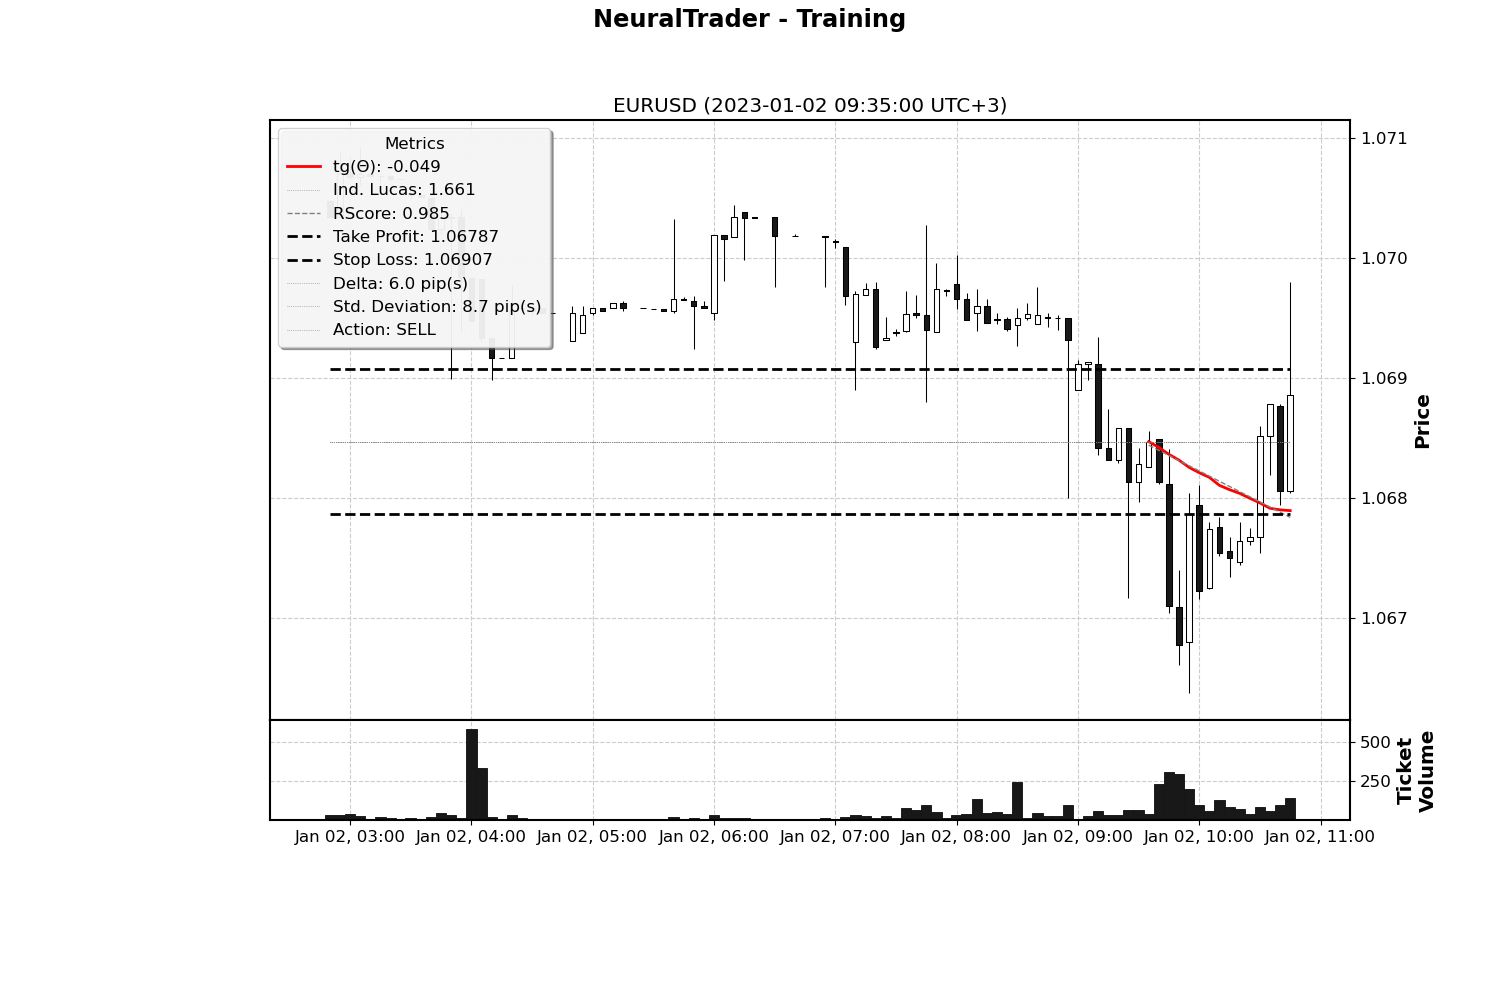 NeuralTrader - Training
EURUSD (2023-01-02 09:35:00 UTC+3)
Metrics
tg(Θ): -0.049
Ind. Lucas: 1.661
RScore: 0.985
Take Profit: 1.06787
Stop Loss: 1.06907
Delta: 6.0 pip(s)
Std. Deviation: 8.7 pip(s)
Action: SELL
1.071
1.070
1.069
1.068
1.067
Price
500
250
Ticket
Volume
Jan 02, 03:00 Jan 02, 04:00 Jan 02, 05:00 Jan 02, 06:00 Jan 02, 07:00 Jan 02, 08:00 Jan 02, 09:00 Jan 02, 10:00 Jan 02, 11:00